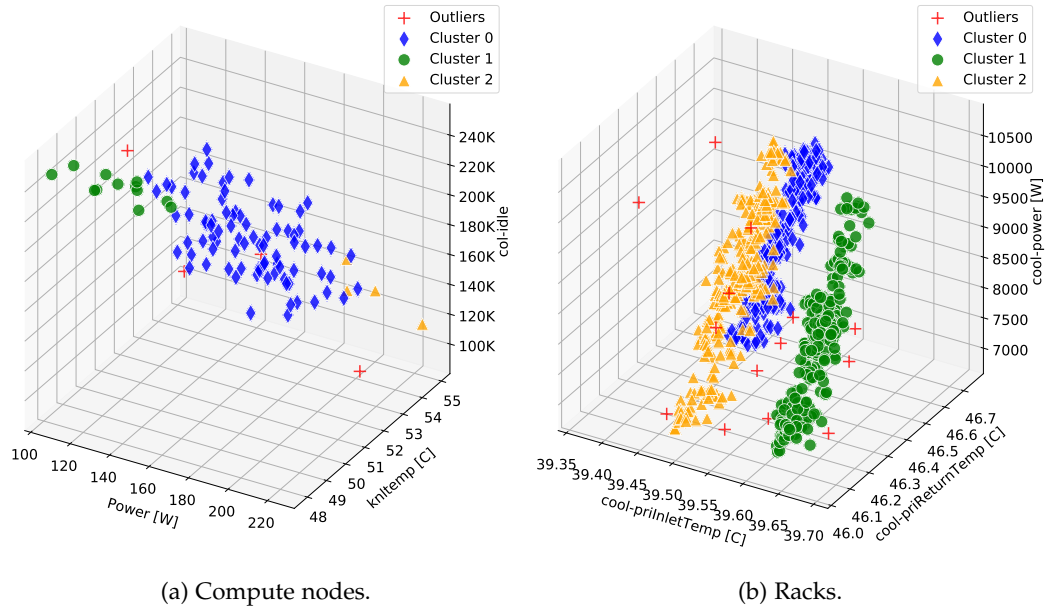 Outliers
Cluster 0
Cluster 1
Cluster 2
240K
220K
200K
180K
160K
140K
120K
100K
col-idle
55
54
53
52
51
50
49
48
knltemp [C]
100
120
140
160
180
200
220
Power [W]
(a) Compute nodes.
Outliers
Cluster 0
Cluster 1
Cluster 2
10500
10000
9500
9000
8500
8000
7500
7000
cool-power [W]
46.7
46.6
46.5
46.4
46.3
46.2
46.1
46.0
cool-priReturnTemp [C]
39.35
39.40
39.45
39.50
39.55
39.60
39.65
39.70
cool-priInletTemp [C]
(b) Racks.